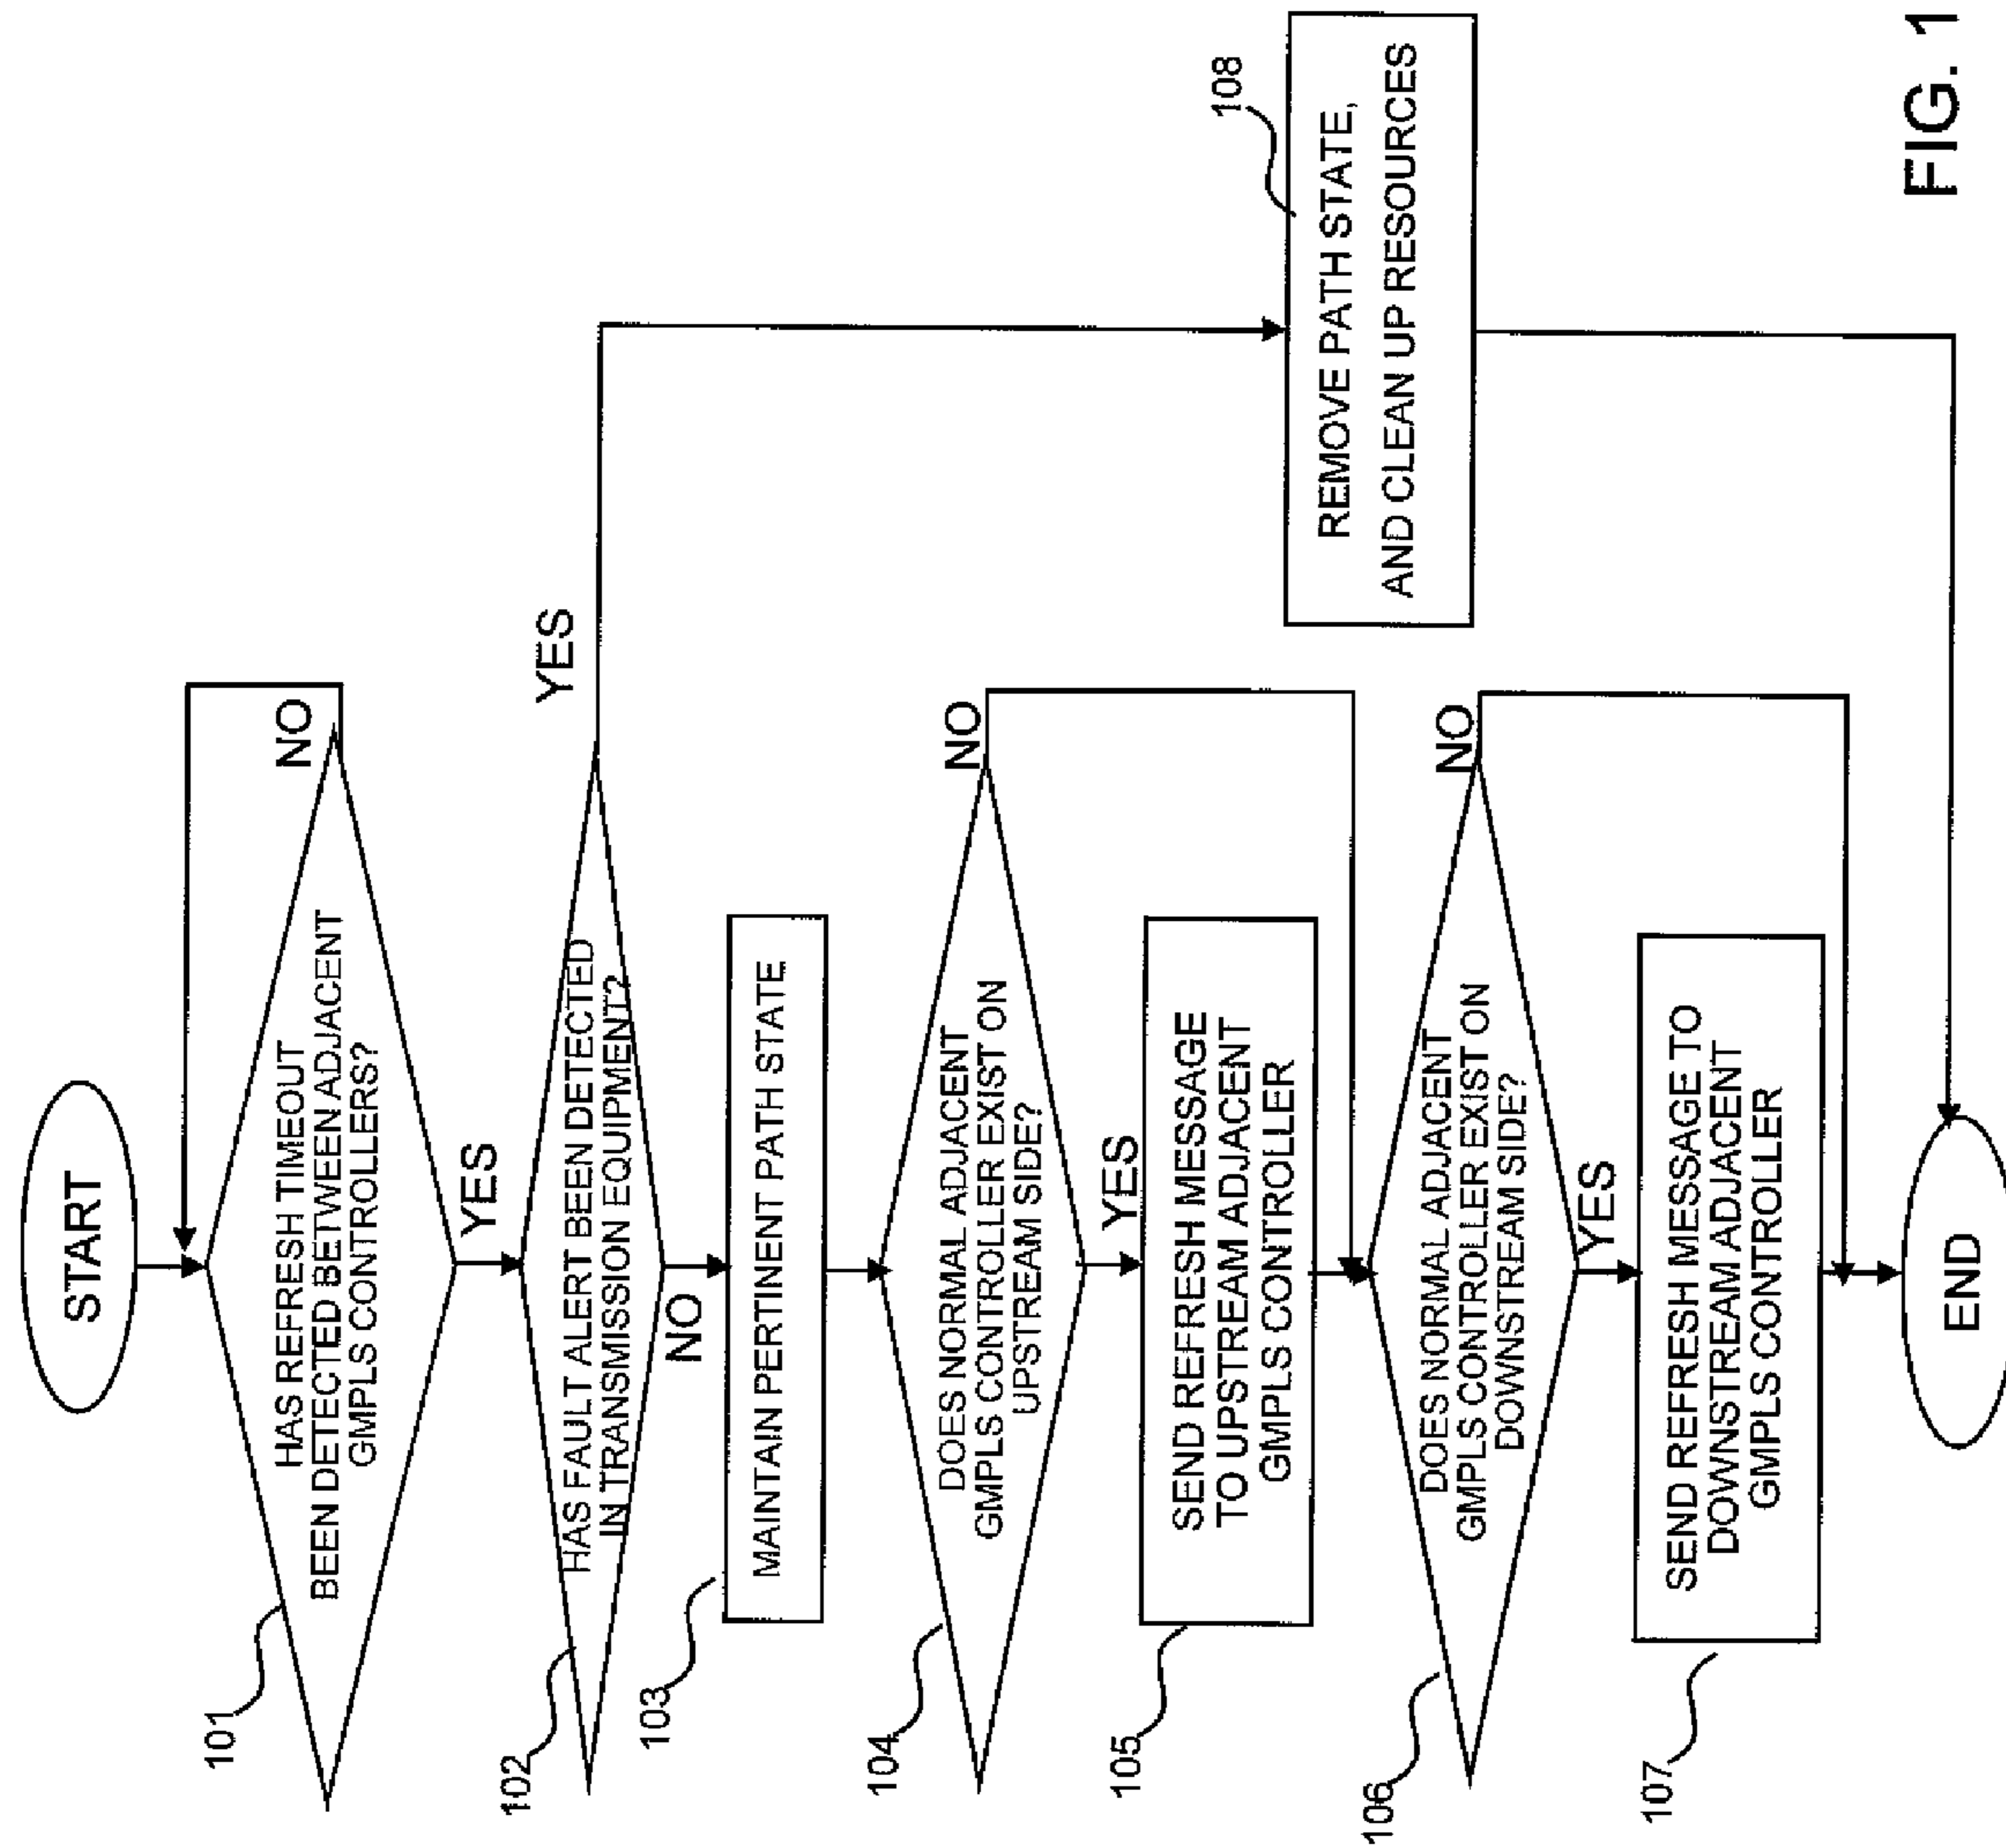 START
101
HAS REFRESH TIMEOUT
BEEN DETECTED BETWEEN ADJACENT
GMPLS CONTROLLERS?
NO
YES
102
HAS FAULT ALERT BEEN DETECTED
IN TRANSMISSION EQUIPMENT?
YES
NO
103
MAINTAIN PERTINENT PATH STATE
104
DOES NORMAL ADJACENT
GMPLS CONTROLLER EXIST ON
UPSTREAM SIDE?
NO
YES
105
SEND REFRESH MESSAGE
TO UPSTREAM ADJACENT
GMPLS CONTROLLER
108
REMOVE PATH STATE,
AND CLEAN UP RESOURCES
106
DOES NORMAL ADJACENT
GMPLS CONTROLLER EXIST ON
DOWNSTREAM SIDE?
NO
YES
107
SEND REFRESH MESSAGE TO
DOWNSTREAM ADJACENT
GMPLS CONTROLLER
END
FIG. 1